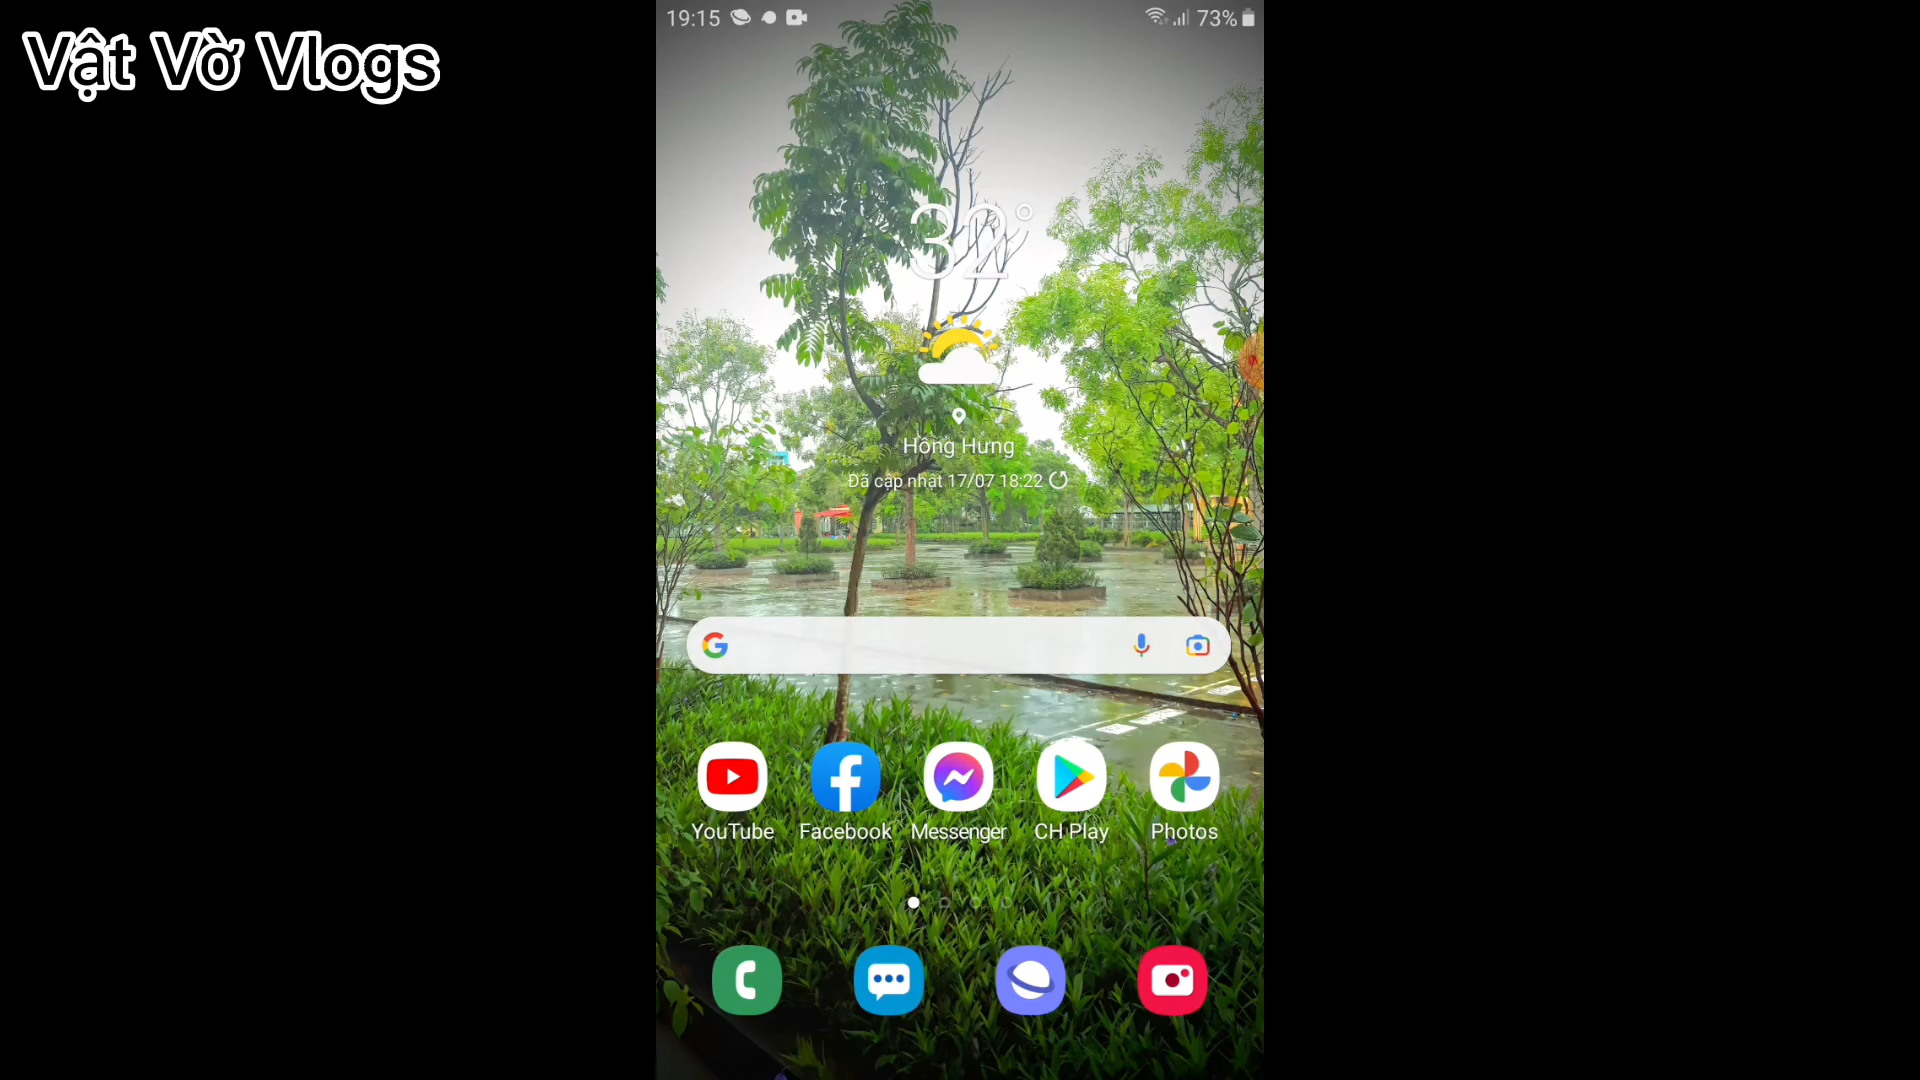 Vật Vờ Vlogs
19:15
73%
32°
Hồng Hưng
Đã cập nhật 17/07 18:22
YouTube
Facebook
Messenger
CH Play
Photos